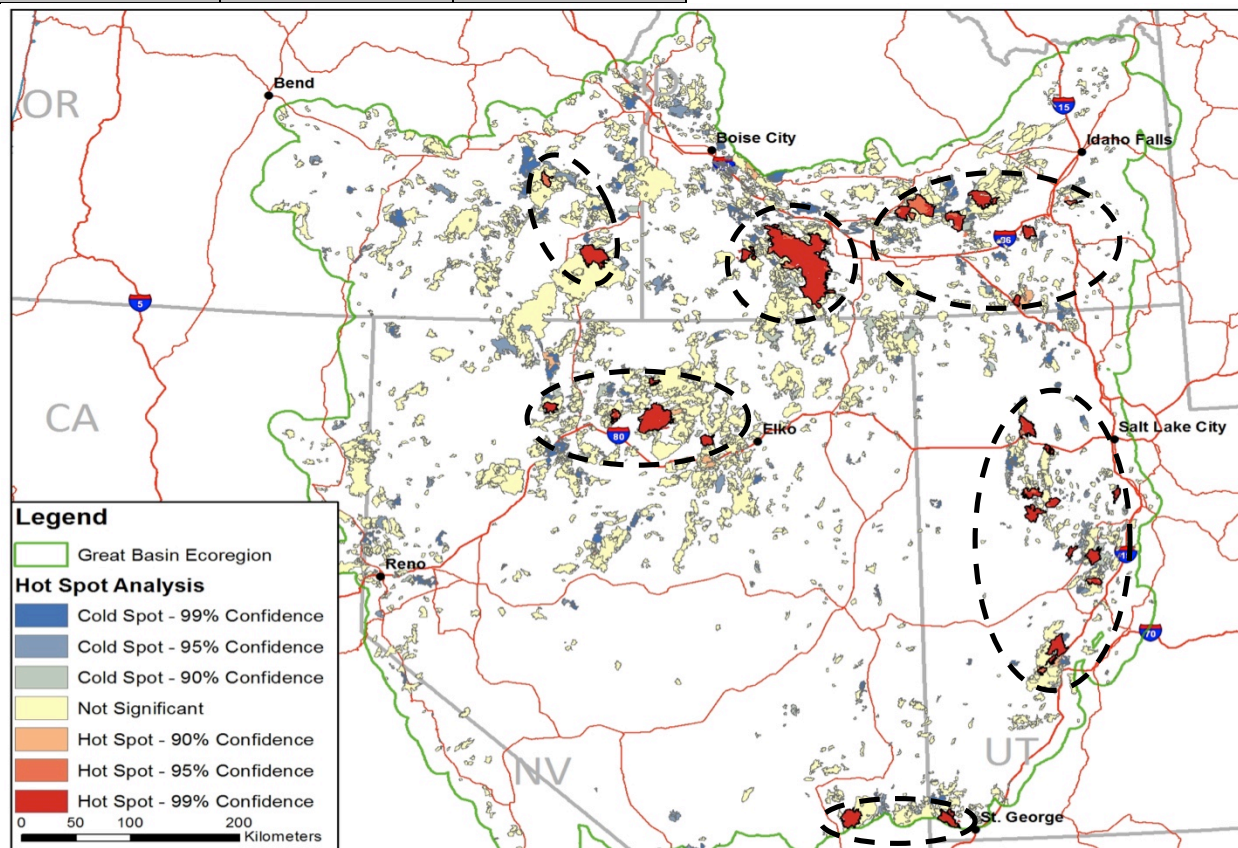 Bend
OR
ID
Boise City
15
Idaho Falls
86
5
CA
80
Elko
Salt Lake City
Reno
70
NV
UT
St. George
Legend
Great Basin Ecoregion
Hot Spot Analysis
Cold Spot - 99% Confidence
Cold Spot - 95% Confidence
Cold Spot - 90% Confidence
Not Significant
Hot Spot - 90% Confidence
Hot Spot - 95% Confidence
Hot Spot - 99% Confidence
0 50 100 200
Kilometers